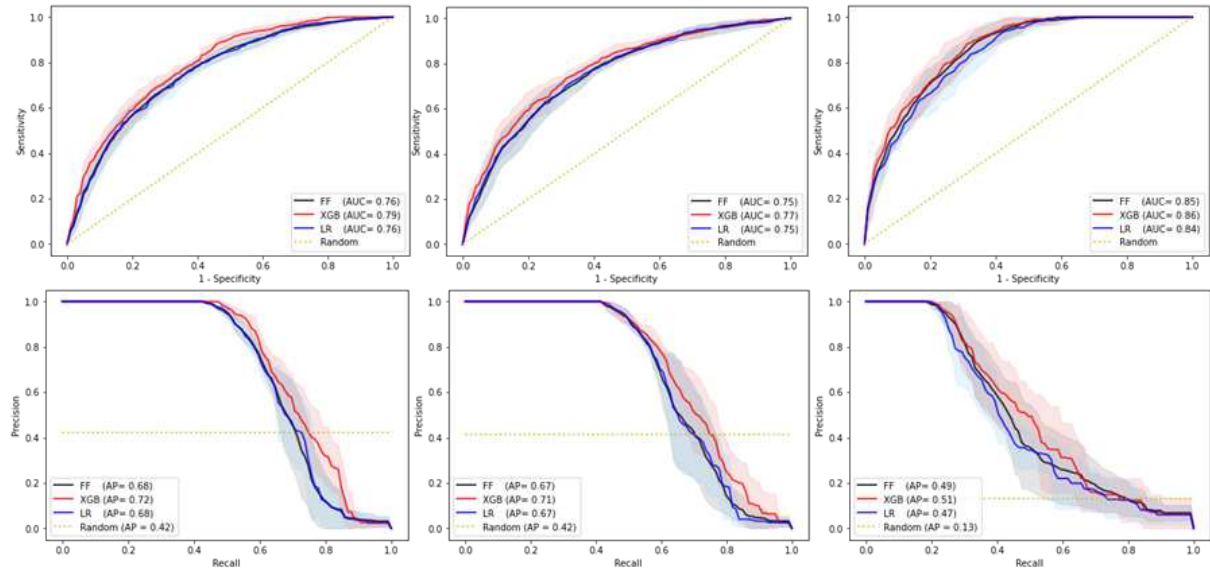 1.0
0.8
0.6
0.4
0.2
0.0
Sensitivity
FF (AUC= 0.76)
XGB (AUC= 0.79)
LR (AUC= 0.76)
Random
0.0 0.2 0.4 0.6 0.8 1.0
1 - Specificity
1.0
0.8
0.6
0.4
0.2
0.0
Sensitivity
FF (AUC= 0.75)
XGB (AUC= 0.77)
LR (AUC= 0.75)
Random
0.0 0.2 0.4 0.6 0.8 1.0
1 - Specificity
1.0
0.8
0.6
0.4
0.2
0.0
Sensitivity
FF (AUC= 0.85)
XGB (AUC= 0.86)
LR (AUC= 0.84)
Random
0.0 0.2 0.4 0.6 0.8 1.0
1 - Specificity
1.0
0.8
0.6
0.4
0.2
0.0
Precision
FF (AP= 0.68)
XGB (AP= 0.72)
LR (AP= 0.68)
Random (AP = 0.42)
0.0 0.2 0.4 0.6 0.8 1.0
Recall
1.0
0.8
0.6
0.4
0.2
0.0
Precision
FF (AP= 0.67)
XGB (AP= 0.71)
LR (AP= 0.67)
Random (AP = 0.42)
0.0 0.2 0.4 0.6 0.8 1.0
Recall
1.0
0.8
0.6
0.4
0.2
0.0
Precision
FF (AP= 0.49)
XGB (AP= 0.51)
LR (AP= 0.47)
Random (AP = 0.13)
0.0 0.2 0.4 0.6 0.8 1.0
Recall